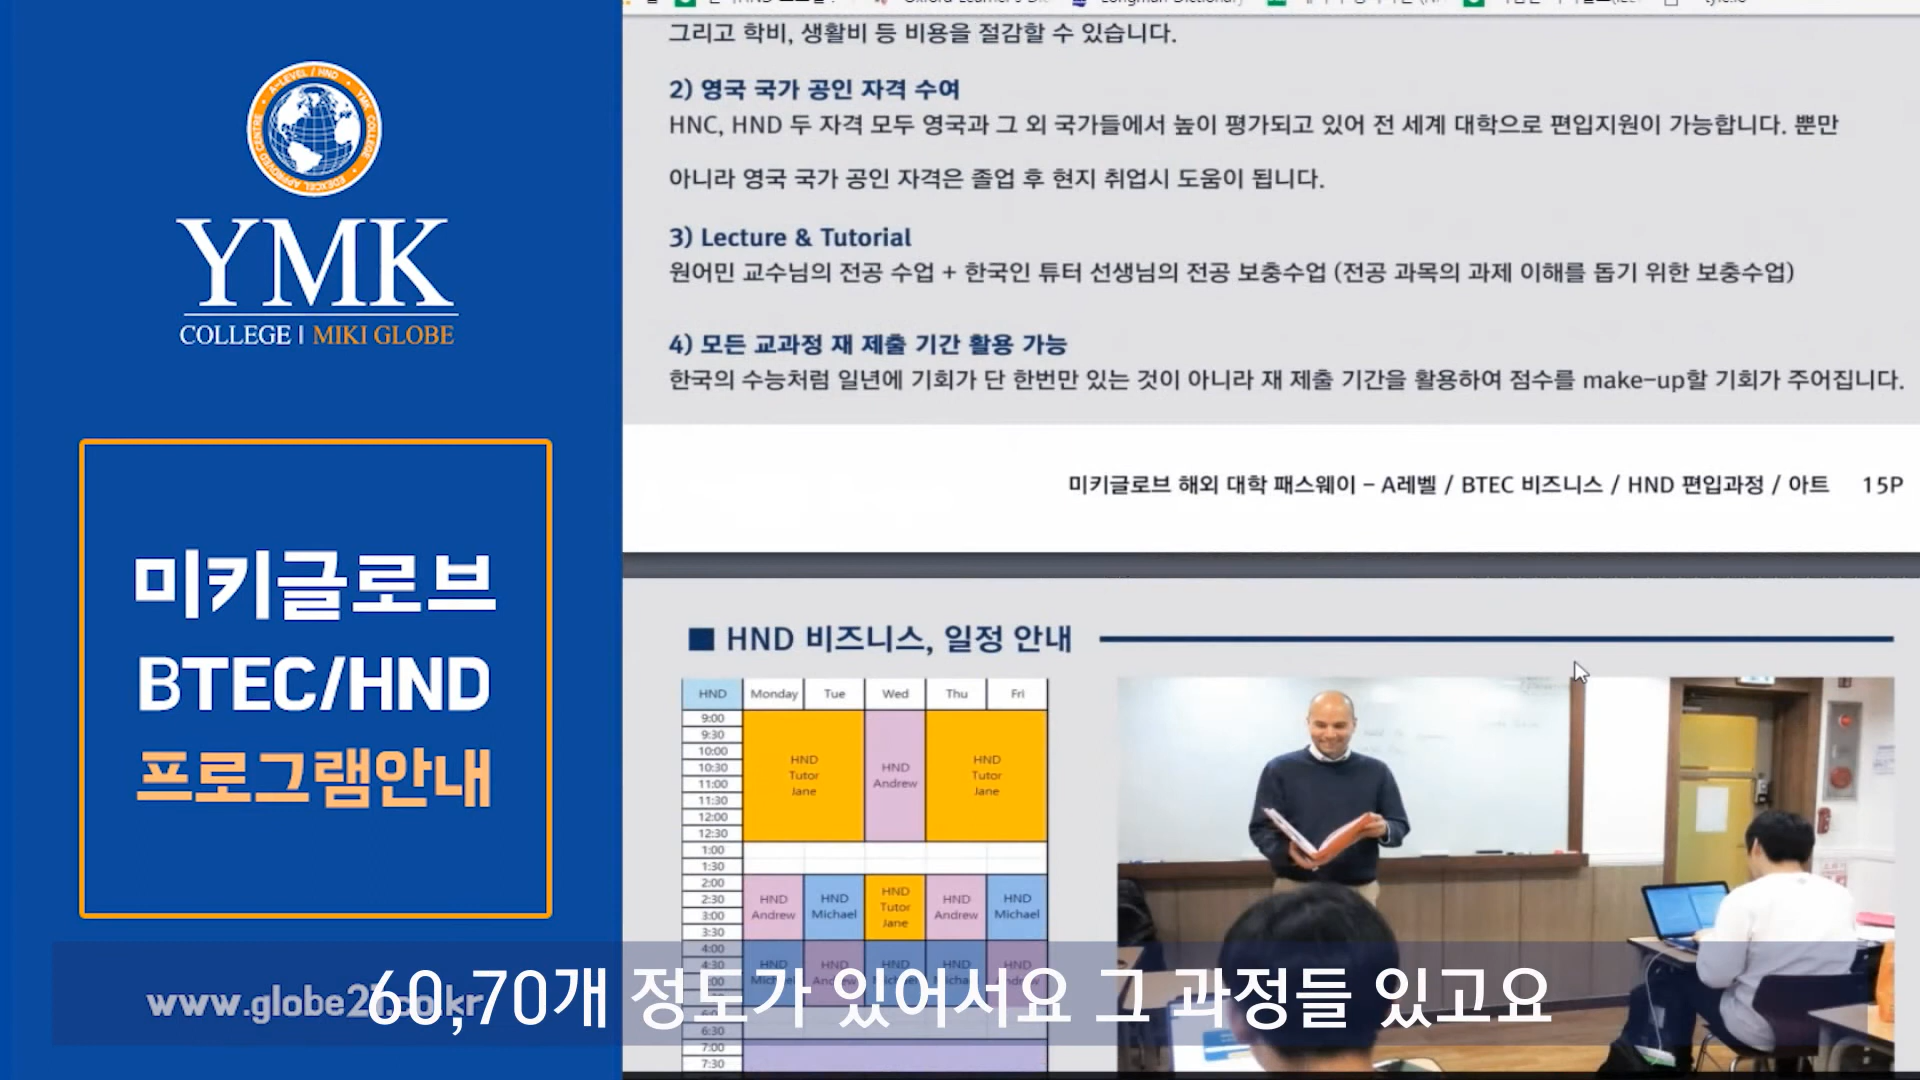 A-LEVEL / HND · YMK COLLEGE · EDEXCEL APPROVED CENTRE
YMK
COLLEGE | MIKI GLOBE
미키글로브
BTEC/HND
프로그램안내
그리고 학비, 생활비 등 비용을 절감할 수 있습니다.
2) 영국 국가 공인 자격 수여
HNC, HND 두 자격 모두 영국과 그 외 국가들에서 높이 평가되고 있어 전 세계 대학으로 편입지원이 가능합니다. 뿐만
아니라 영국 국가 공인 자격은 졸업 후 현지 취업시 도움이 됩니다.
3) Lecture & Tutorial
원어민 교수님의 전공 수업 + 한국인 튜터 선생님의 전공 보충수업 (전공 과목의 과제 이해를 돕기 위한 보충수업)
4) 모든 교과정 재 제출 기간 활용 가능
한국의 수능처럼 일년에 기회가 단 한번만 있는 것이 아니라 재 제출 기간을 활용하여 점수를 make-up할 기회가 주어집니다.
미키글로브 해외 대학 패스웨이 - A레벨 / BTEC 비즈니스 / HND 편입과정 / 아트 15P
■ HND 비즈니스, 일정 안내
HND Monday Tue Wed Thu Fri
9:00
9:30
10:00
10:30
11:00
11:30
12:00
12:30
HND Tutor Jane
HND Andrew
HND Tutor Jane
1:00
1:30
2:00
2:30
3:00
3:30
HND Andrew
HND Michael
HND Tutor Jane
HND Andrew
HND Michael
4:00
4:30
6:30
7:00
7:30
www.globe21.co.kr
60,70개 정도가 있어서요 그 과정들 있고요